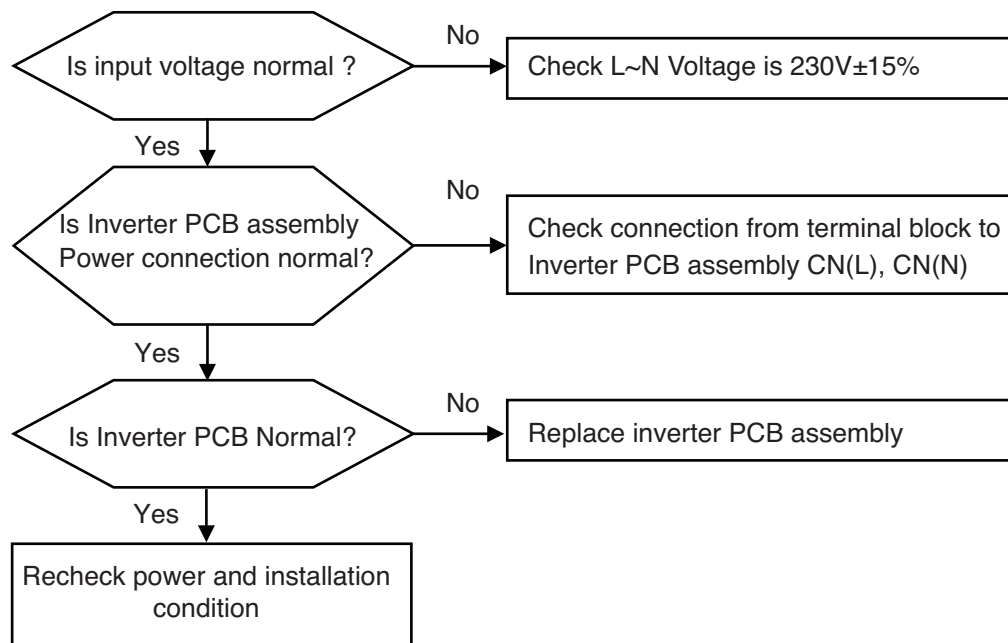 Is input voltage normal ?
No
Check L~N Voltage is 230V±15%
Yes
Is Inverter PCB assembly
Power connection normal?
No
Check connection from terminal block to
Inverter PCB assembly CN(L), CN(N)
Yes
Is Inverter PCB Normal?
No
Replace inverter PCB assembly
Yes
Recheck power and installation
condition